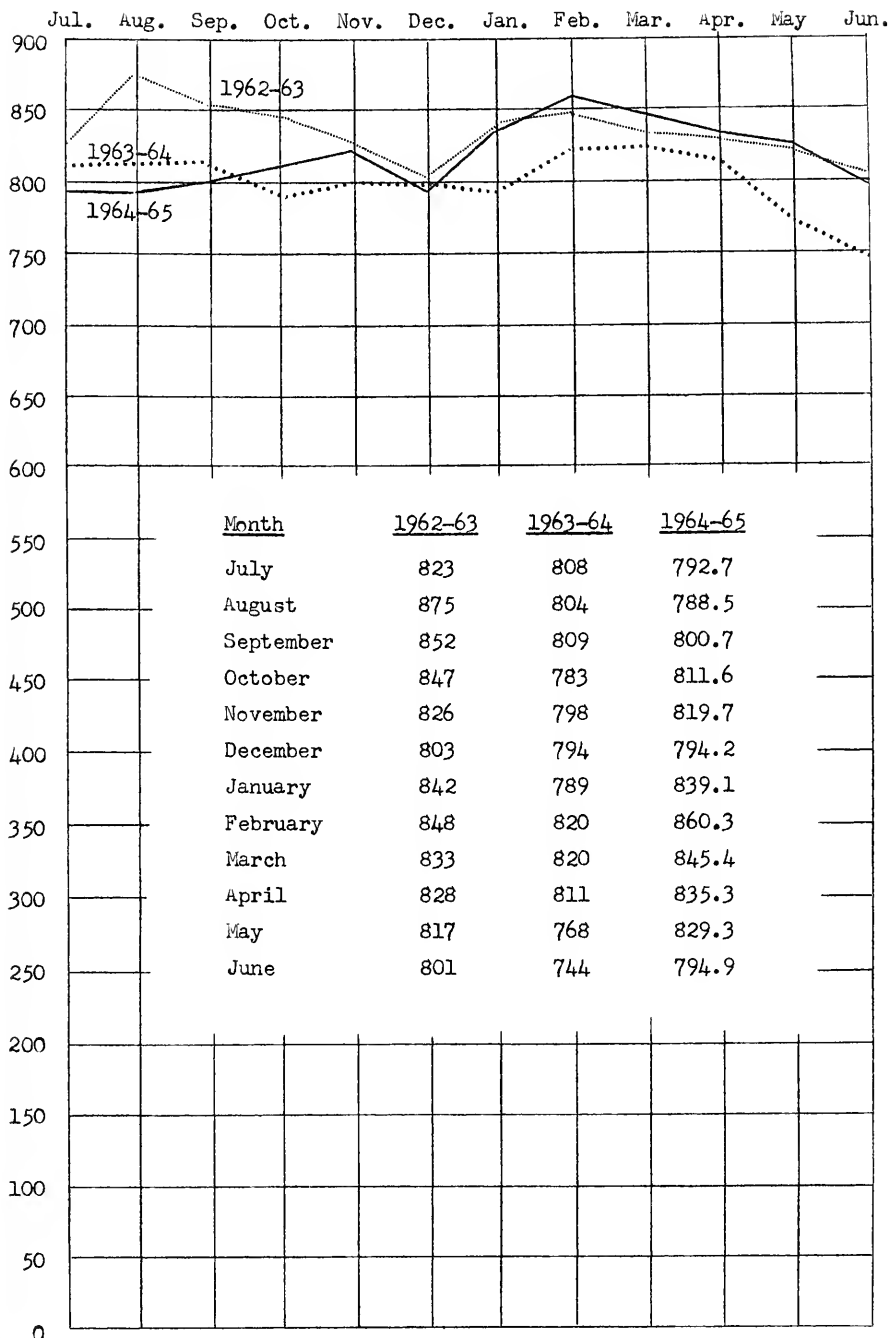 Jul. Aug. Sep. Oct. Nov. Dec. Jan. Feb. Mar. Apr. May Jun.
900
1962-63
850
1963-64
800
1964-65
750
700
650
600
Month 1962-63 1963-64 1964-65
550
July 823 808 792.7
500
August 875 804 788.5
September 852 809 800.7
450
October 847 783 811.6
November 826 798 819.7
400
December 803 794 794.2
January 842 789 839.1
350
February 848 820 860.3
March 833 820 845.4
300
April 828 811 835.3
May 817 768 829.3
250
June 801 744 794.9
200
150
100
50
0